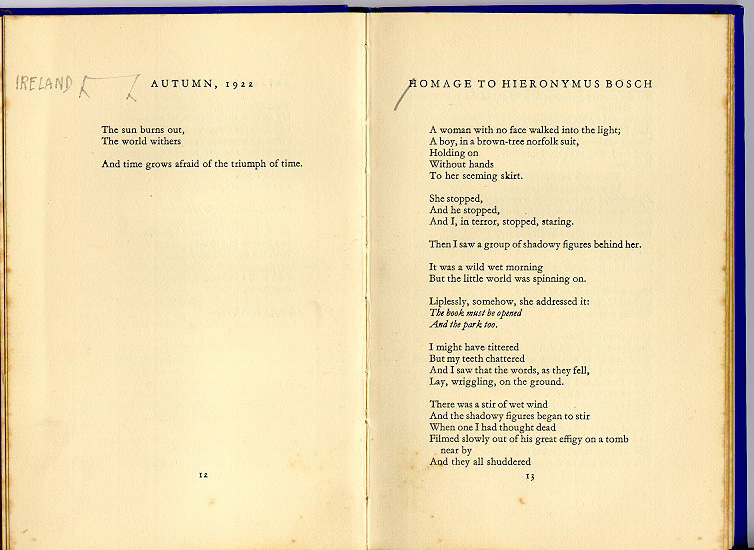 IRELAND
AUTUMN, 1922
The sun burns out,
The world withers
And time grows afraid of the triumph of time.
12
HOMAGE TO HIERONYMUS BOSCH
A woman with no face walked into the light;
A boy, in a brown-tree norfolk suit,
Holding on
Without hands
To her seeming skirt.
She stopped,
And he stopped,
And I, in terror, stopped, staring.
Then I saw a group of shadowy figures behind her.
It was a wild wet morning
But the little world was spinning on.
Liplessly, somehow, she addressed it:
The book must be opened
And the park too.
I might have tittered
But my teeth chattered
And I saw that the words, as they fell,
Lay, wriggling, on the ground.
There was a stir of wet wind
And the shadowy figures began to stir
When one I had thought dead
Filmed slowly out of his great effigy on a tomb
near by
And they all shuddered
13